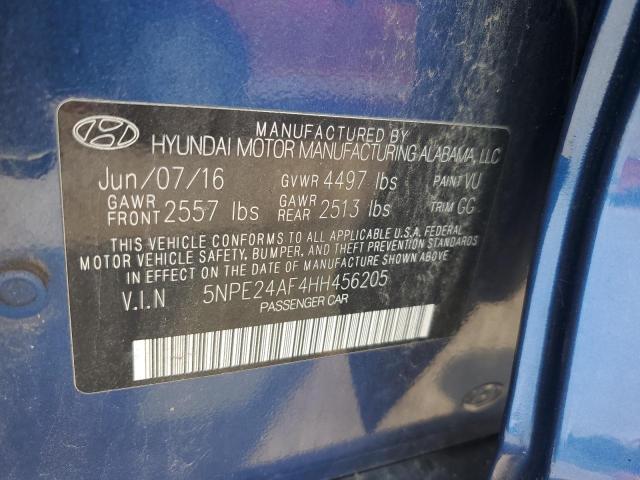 MANUFACTURED BY
HYUNDAI MOTOR MANUFACTURING ALABAMA, LLC
Jun/07/16 GVWR 4497 lbs PAINT VU
GAWR FRONT 2557 lbs GAWR REAR 2513 lbs TRIM GG
THIS VEHICLE CONFORMS TO ALL APPLICABLE U.S.A. FEDERAL
MOTOR VEHICLE SAFETY, BUMPER, AND THEFT PREVENTION STANDARDS
IN EFFECT ON THE DATE OF MANUFACTURE SHOWN ABOVE.
V.I.N 5NPE24AF4HH456205
PASSENGER CAR